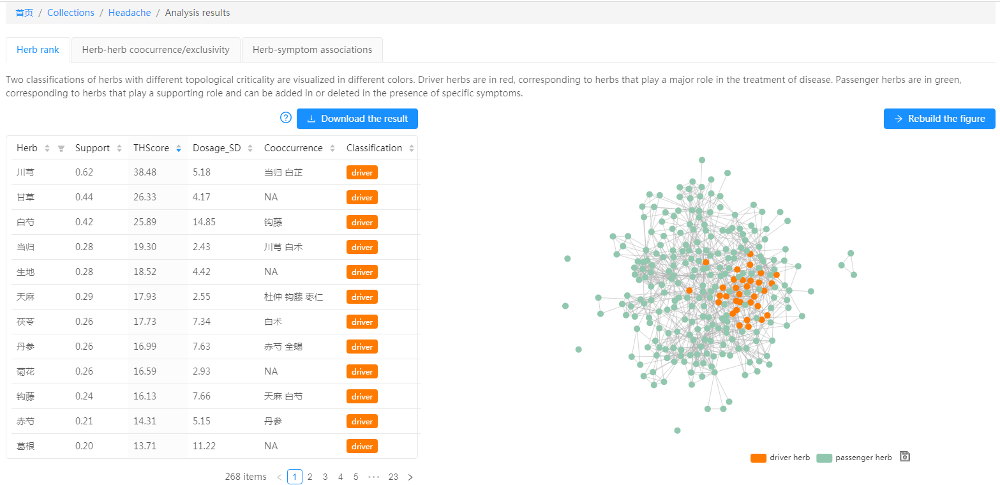 首页 / Collections / Headache / Analysis results
Herb rank Herb-herb coocurrence/exclusivity Herb-symptom associations
Two classifications of herbs with different topological criticality are visualized in different colors. Driver herbs are in red, corresponding to herbs that play a major role in the treatment of disease. Passenger herbs are in green,
corresponding to herbs that play a supporting role and can be added in or deleted in the presence of specific symptoms.
? Download the result Rebuild the figure
Herb Support THScore Dosage_SD Cooccurrence Classification
川芎 0.62 38.48 5.18 当归 白芷 driver
甘草 0.44 26.33 4.17 NA driver
白芍 0.42 25.89 14.85 钩藤 driver
当归 0.28 19.30 2.43 川芎 白术 driver
生地 0.28 18.52 4.42 NA driver
天麻 0.29 17.93 2.55 杜仲 钩藤 枣仁 driver
茯苓 0.26 17.73 7.34 白术 driver
丹参 0.26 16.99 7.63 赤芍 全蝎 driver
菊花 0.26 16.59 2.93 NA driver
钩藤 0.24 16.13 7.66 天麻 白芍 driver
赤芍 0.21 14.31 5.15 丹参 driver
葛根 0.20 13.71 11.22 NA driver
driver herb passenger herb
268 items < 1 2 3 4 5 ··· 23 >